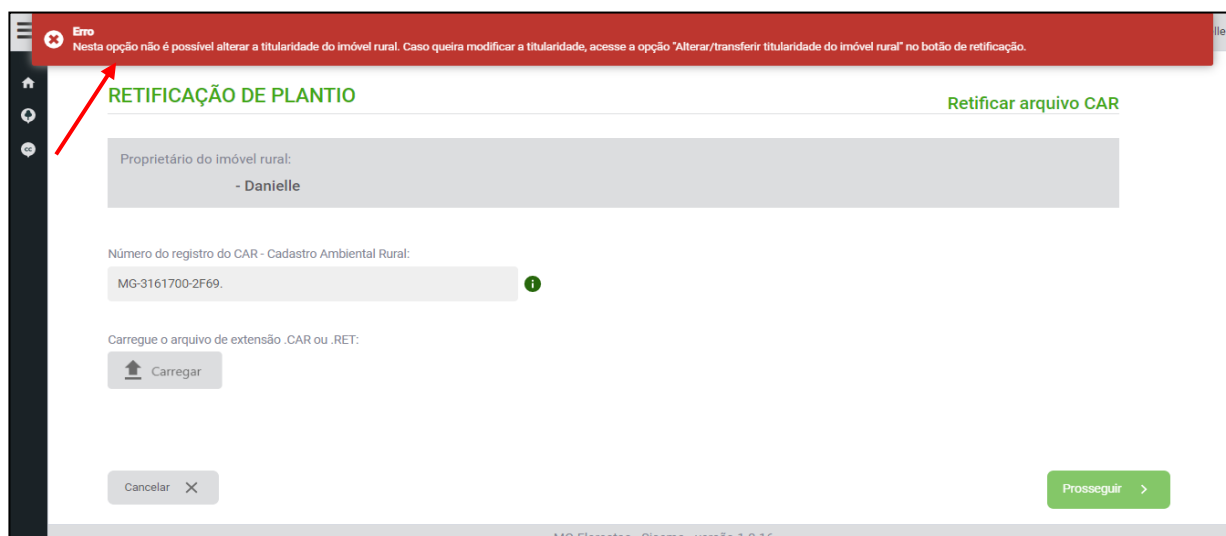 Erro
Nesta opção não é possível alterar a titularidade do imóvel rural. Caso queira modificar a titularidade, acesse a opção "Alterar/transferir titularidade do imóvel rural" no botão de retificação.
lle
RETIFICAÇÃO DE PLANTIO
Retificar arquivo CAR
Proprietário do imóvel rural:
- Danielle
Número do registro do CAR - Cadastro Ambiental Rural:
MG-3161700-2F69.
Carregue o arquivo de extensão .CAR ou .RET:
Carregar
Cancelar
Prosseguir